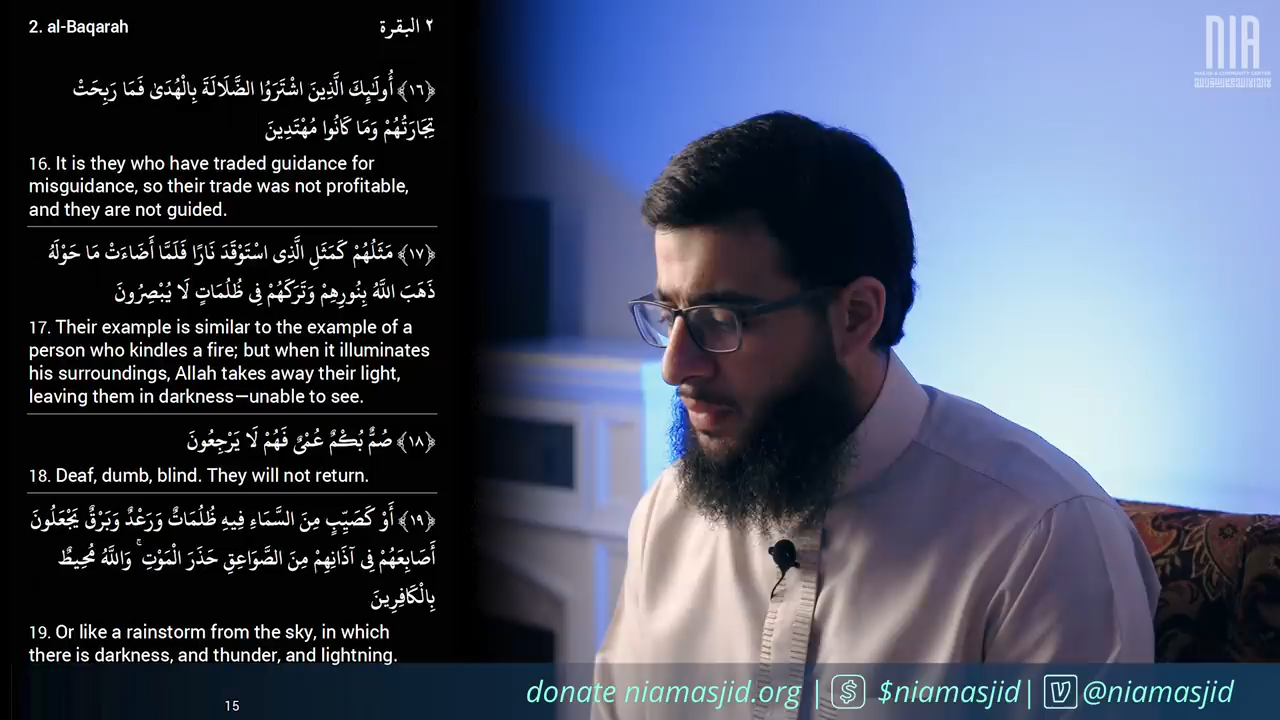 2. al-Baqarah
٢ البقرة
﴿١٦﴾ أُولَٰئِكَ الَّذِينَ اشْتَرَوُا الضَّلَالَةَ بِالْهُدَىٰ فَمَا رَبِحَتْ
تِجَارَتُهُمْ وَمَا كَانُوا مُهْتَدِينَ
16. It is they who have traded guidance for
misguidance, so their trade was not profitable,
and they are not guided.
﴿١٧﴾ مَثَلُهُمْ كَمَثَلِ الَّذِى اسْتَوْقَدَ نَارًا فَلَمَّا أَضَاءَتْ مَا حَوْلَهُ
ذَهَبَ اللَّهُ بِنُورِهِمْ وَتَرَكَهُمْ فِى ظُلُمَاتٍ لَا يُبْصِرُونَ
17. Their example is similar to the example of a
person who kindles a fire; but when it illuminates
his surroundings, Allah takes away their light,
leaving them in darkness—unable to see.
﴿١٨﴾ صُمٌّ بُكْمٌ عُمْىٌ فَهُمْ لَا يَرْجِعُونَ
18. Deaf, dumb, blind. They will not return.
﴿١٩﴾ أَوْ كَصَيِّبٍ مِنَ السَّمَاءِ فِيهِ ظُلُمَاتٌ وَرَعْدٌ وَبَرْقٌ يَجْعَلُونَ
أَصَابِعَهُمْ فِى آذَانِهِمْ مِنَ الصَّوَاعِقِ حَذَرَ الْمَوْتِ ۚ وَاللَّهُ مُحِيطٌ
بِالْكَافِرِينَ
19. Or like a rainstorm from the sky, in which
there is darkness, and thunder, and lightning.
15
NIA
MASJID & COMMUNITY CENTER
donate niamasjid.org | $ $niamasjid | V @niamasjid